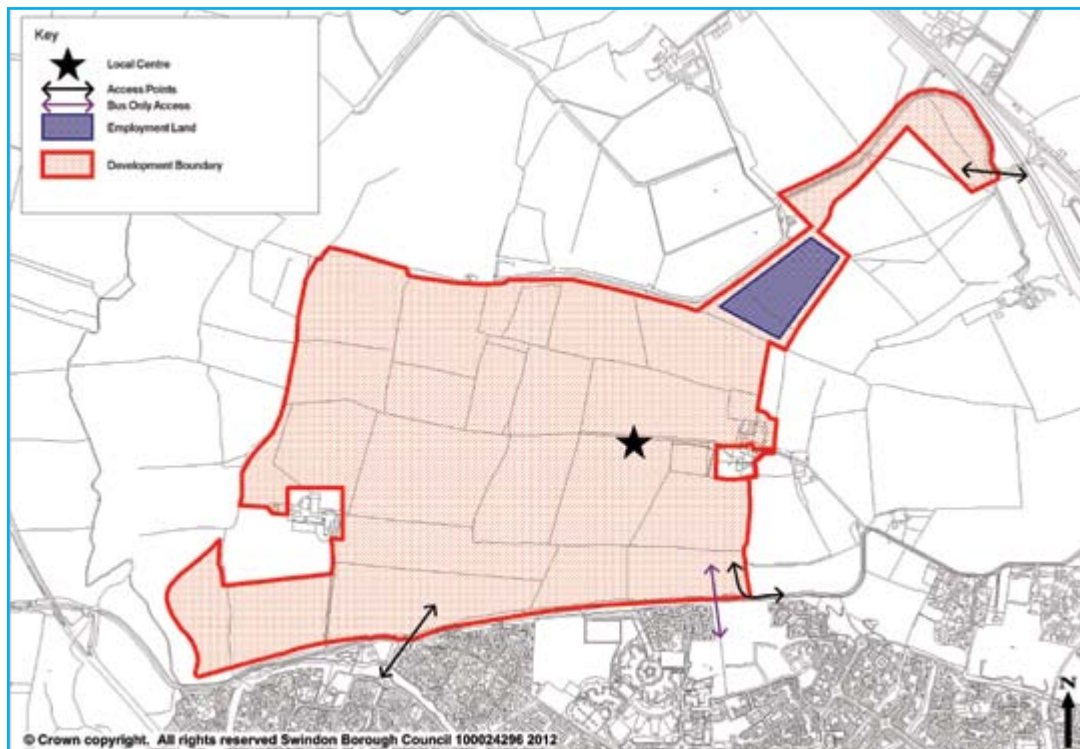 Key
Local Centre
Access Points
Bus Only Access
Employment Land
Development Boundary
N
© Crown copyright. All rights reserved Swindon Borough Council 100024296 2012